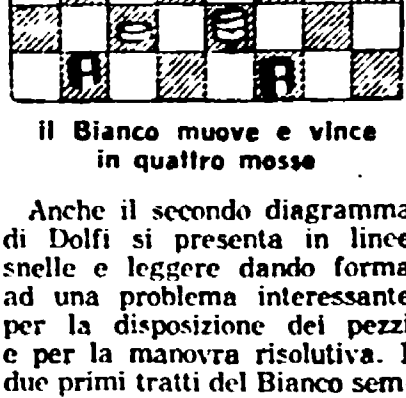 il Bianco muove e vince
in quattro mosse
Anche il secondo diagramma
di Dolfi si presenta in linee
snelle e leggere dando forma
ad una problema interessante
per la disposizione dei pezzi
e per la manovra risolutiva. I
due primi tratti del Bianco sem